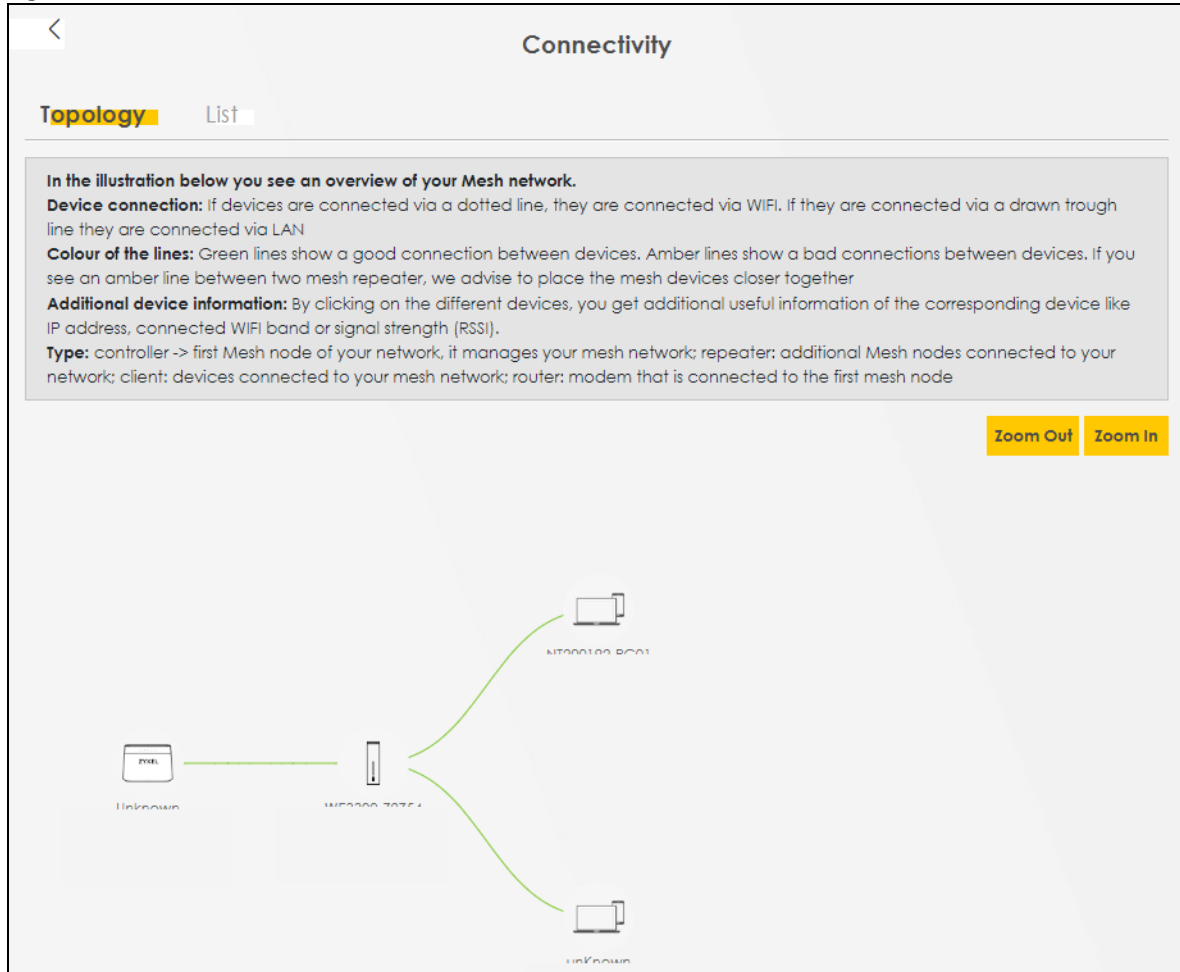 Connectivity
Topology List
In the illustration below you see an overview of your Mesh network.
Device connection: If devices are connected via a dotted line, they are connected via WIFI. If they are connected via a drawn trough
line they are connected via LAN
Colour of the lines: Green lines show a good connection between devices. Amber lines show a bad connections between devices. If you
see an amber line between two mesh repeater, we advise to place the mesh devices closer together
Additional device information: By clicking on the different devices, you get additional useful information of the corresponding device like
IP address, connected WIFI band or signal strength (RSSI).
Type: controller -> first Mesh node of your network, it manages your mesh network; repeater: additional Mesh nodes connected to your
network; client: devices connected to your mesh network; router: modem that is connected to the first mesh node
Zoom Out Zoom In
ZYXEL
Unknown
unKnown